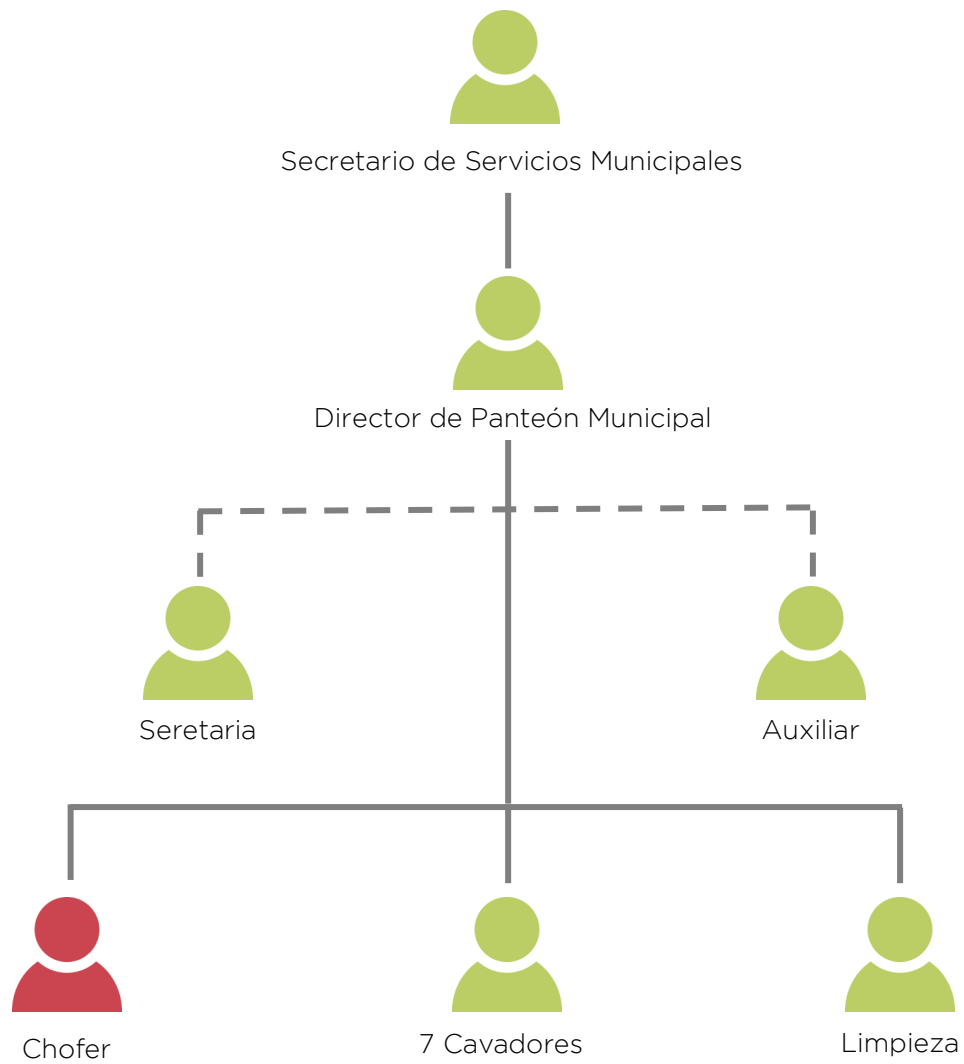 Secretario de Servicios Municipales
Director de Panteón Municipal
Seretaria
Auxiliar
Chofer
7 Cavadores
Limpieza